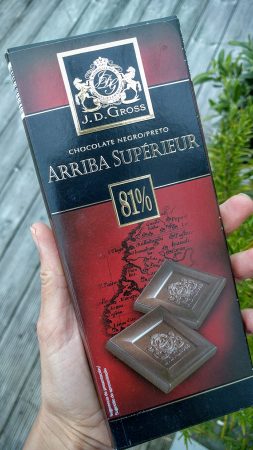 J.D. GROSS
CHOCOLATE NEGRO/PRETO
ARRIBA SUPÉRIEUR
81%